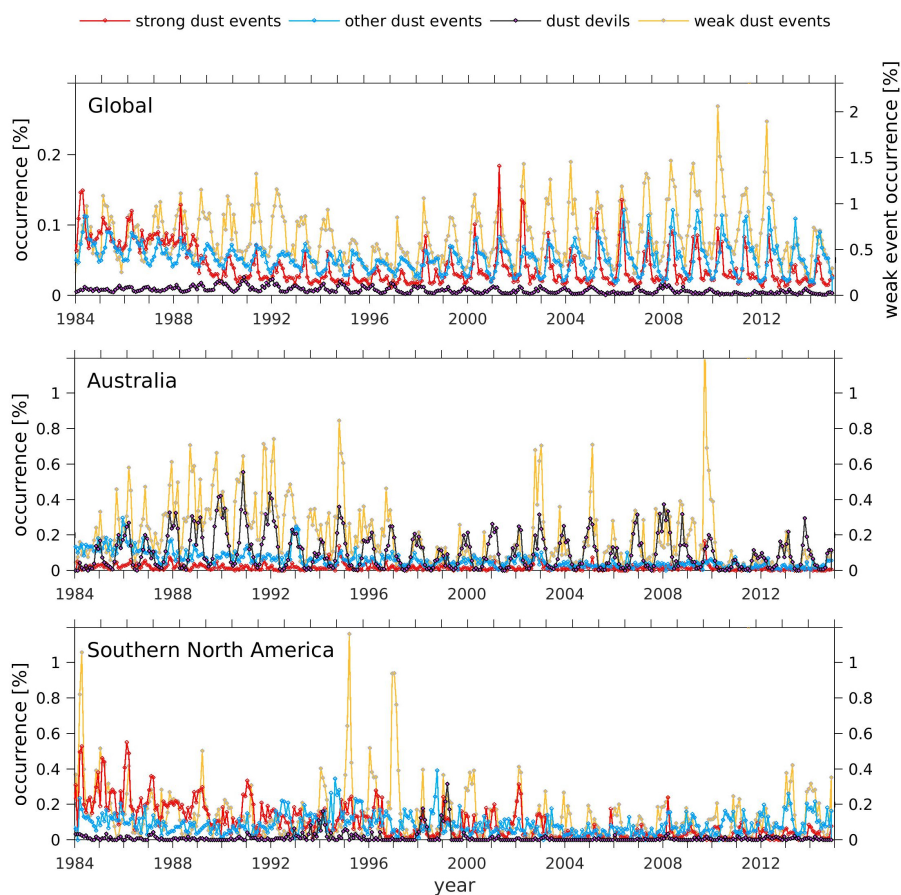 strong dust events other dust events dust devils weak dust events
Global
occurrence [%]
0.2
0.1
0
2
1.5
1
0.5
0
weak event occurrence [%]
1984 1988 1992 1996 2000 2004 2008 2012
Australia
occurrence [%]
1
0.8
0.6
0.4
0.2
0
1
0.8
0.6
0.4
0.2
0
1984 1988 1992 1996 2000 2004 2008 2012
Southern North America
occurrence [%]
1
0.8
0.6
0.4
0.2
0
1
0.8
0.6
0.4
0.2
0
1984 1988 1992 1996 2000 2004 2008 2012
year